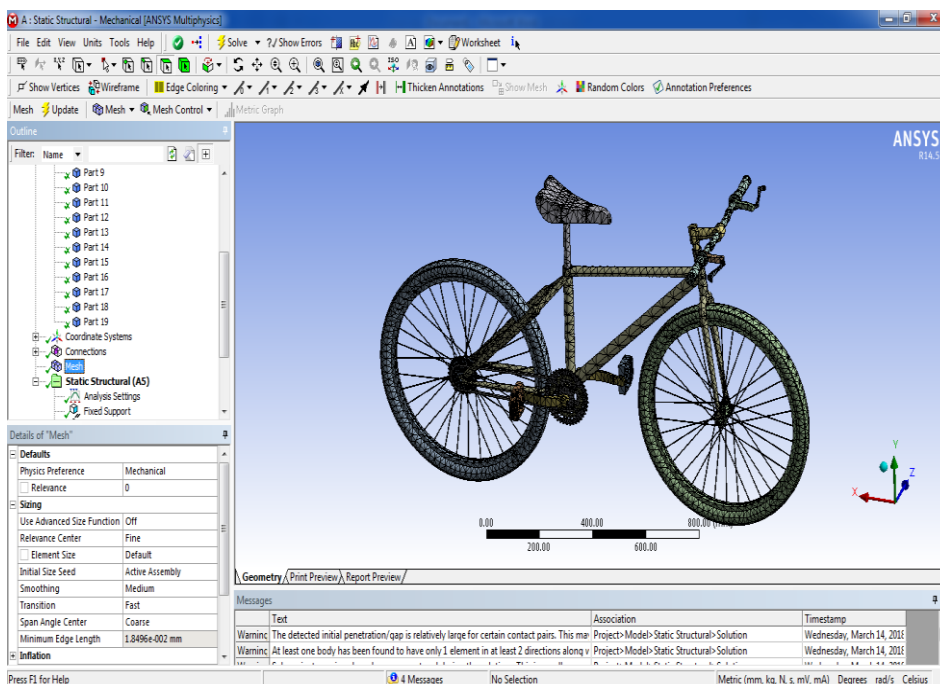 A : Static Structural - Mechanical [ANSYS Multiphysics]
File Edit View Units Tools Help Solve ?/ Show Errors Worksheet
Show Vertices Wireframe Edge Coloring Thicken Annotations Show Mesh Random Colors Annotation Preferences
Mesh Update Mesh Mesh Control Metric Graph
Outline
Filter: Name
Part 9
Part 10
Part 11
Part 12
Part 13
Part 14
Part 15
Part 16
Part 17
Part 18
Part 19
Coordinate Systems
Connections
Mesh
Static Structural (A5)
Analysis Settings
Fixed Support
Details of "Mesh"
Defaults
Physics Preference Mechanical
Relevance 0
Sizing
Use Advanced Size Function Off
Relevance Center Fine
Element Size Default
Initial Size Seed Active Assembly
Smoothing Medium
Transition Fast
Span Angle Center Coarse
Minimum Edge Length 1.8496e-002 mm
Inflation
ANSYS
R14.5
Y
Z
X
0.00 400.00 800.00
200.00 600.00
Geometry Print Preview Report Preview
Messages
Text Association Timestamp
Warninc The detected initial penetration/gap is relatively large for certain contact pairs. This may Project>Model>Static Structural>Solution Wednesday, March 14, 2018
Warninc At least one body has been found to have only 1 element in at least 2 directions along Project>Model>Static Structural>Solution Wednesday, March 14, 2018
Press F1 for Help 4 Messages No Selection Metric (mm, kg, N, s, mV, mA) Degrees rad/s Celsius